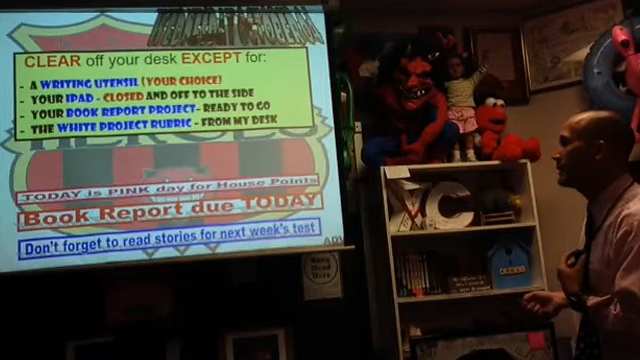 CLEAR off your desk EXCEPT for:
- A WRITING UTENSIL (YOUR CHOICE)
- YOUR IPAD - CLOSED AND OFF TO THE SIDE
- YOUR BOOK REPORT PROJECT - READY TO GO
- THE WHITE PROJECT RUBRIC - FROM MY DESK
TODAY is PINK day for House Points
Book Report due TODAY
Don't forget to read stories for next week's test